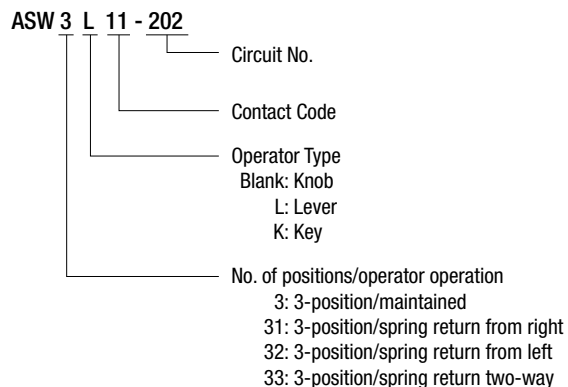 ASW 3 L 11 - 202
Circuit No.
Contact Code
Operator Type
Blank: Knob
L: Lever
K: Key
No. of positions/operator operation
3: 3-position/maintained
31: 3-position/spring return from right
32: 3-position/spring return from left
33: 3-position/spring return two-way